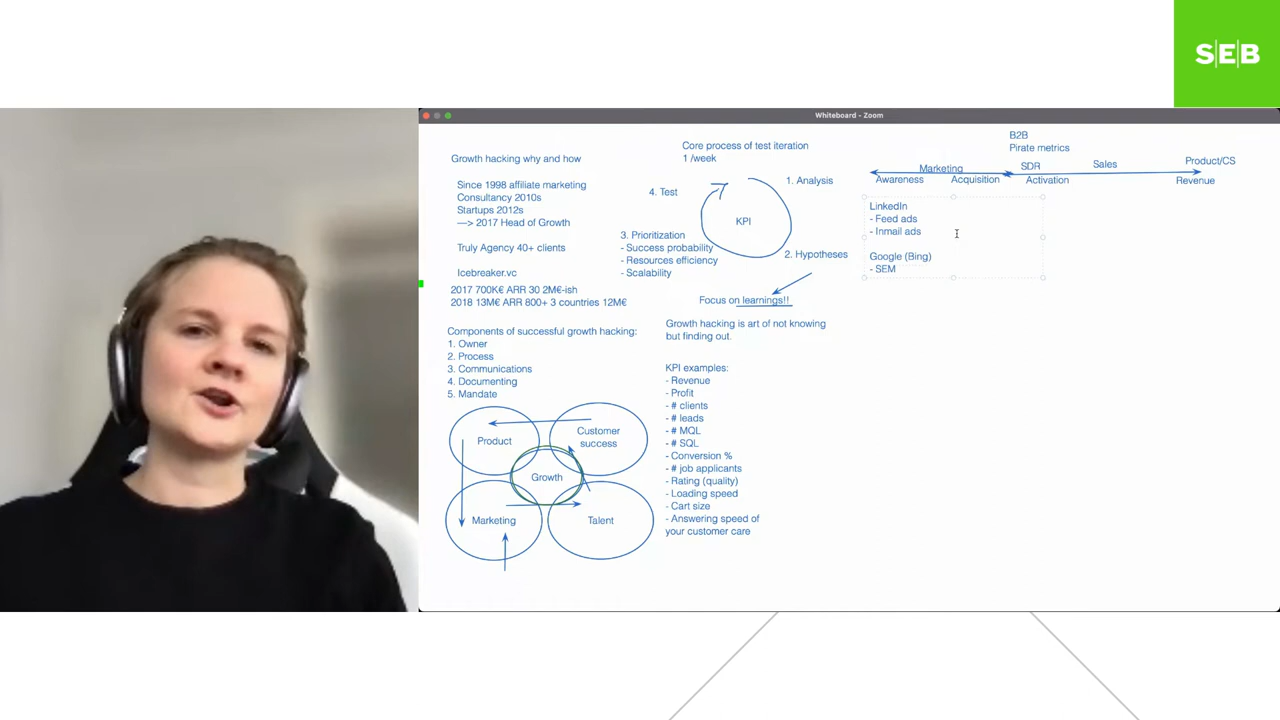 S|E|B
Whiteboard - Zoom
Growth hacking why and how
Since 1998 affiliate marketing
Consultancy 2010s
Startups 2012s
—> 2017 Head of Growth
Truly Agency 40+ clients
Icebreaker.vc
2017 700K€ ARR 30 2M€-ish
2018 13M€ ARR 800+ 3 countries 12M€
Components of successful growth hacking:
1. Owner
2. Process
3. Communications
4. Documenting
5. Mandate
Product
Customer
success
Growth
Marketing
Talent
Core process of test iteration
1 /week
1. Analysis
4. Test
KPI
3. Prioritization
- Success probability
- Resources efficiency
- Scalability
2. Hypotheses
Focus on learnings!!
Growth hacking is art of not knowing
but finding out.
KPI examples:
- Revenue
- Profit
- # clients
- # leads
- # MQL
- # SQL
- Conversion %
- # job applicants
- Rating (quality)
- Loading speed
- Cart size
- Answering speed of
your customer care
B2B
Pirate metrics
Marketing
SDR
Sales
Product/CS
Awareness
Acquisition
Activation
Revenue
LinkedIn
- Feed ads
- Inmail ads
Google (Bing)
- SEM